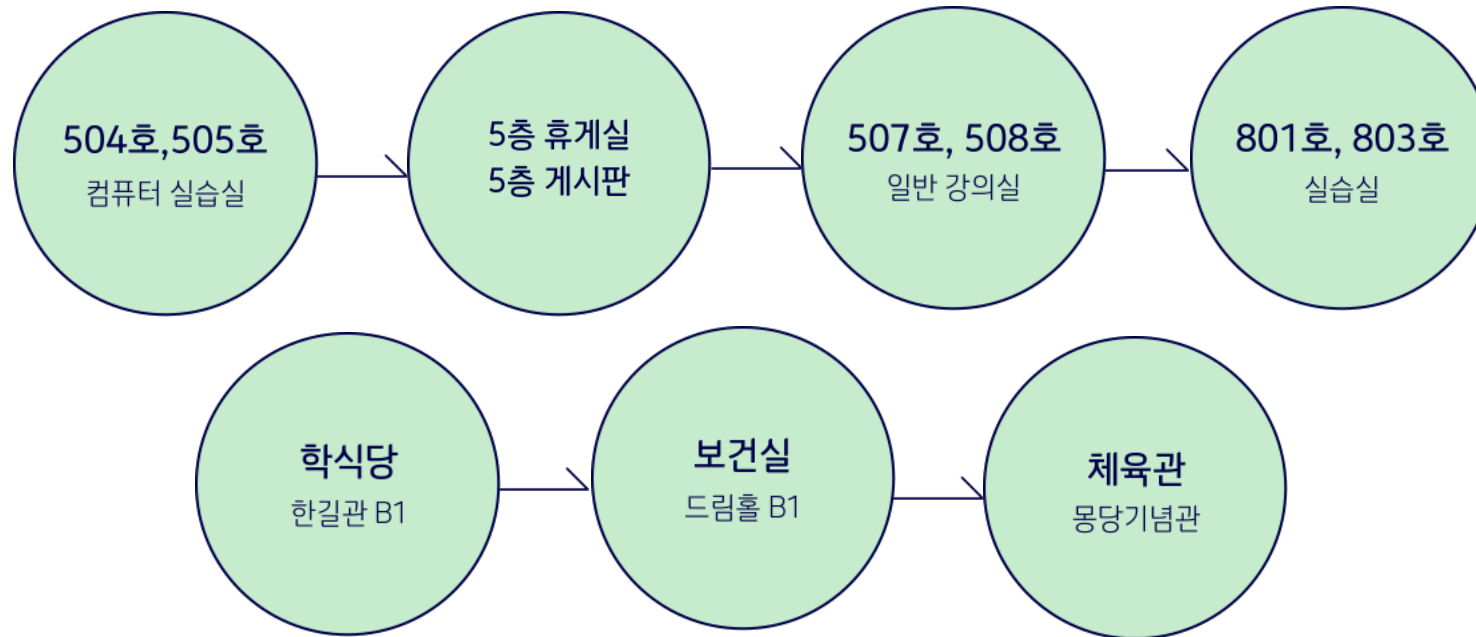 504호,505호
컴퓨터 실습실
5층 휴게실
5층 게시판
507호, 508호
일반 강의실
801호, 803호
실습실
학식당
한길관 B1
보건실
드림홀 B1
체육관
몽당기념관